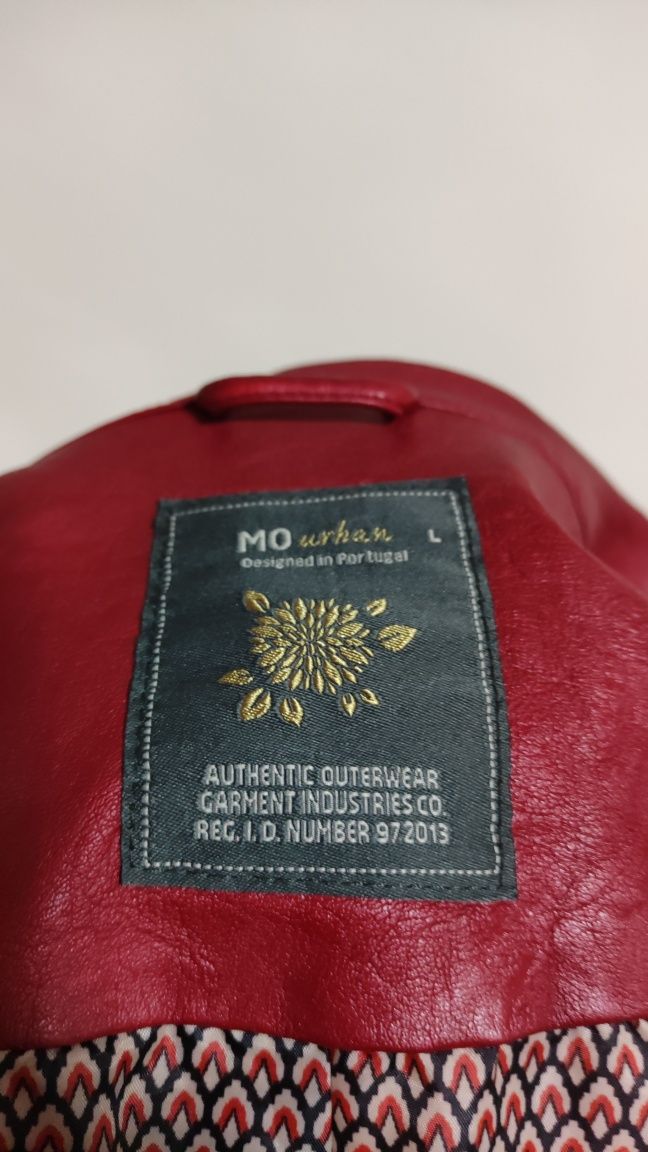 MO urban L
Designed in Portugal
AUTHENTIC OUTERWEAR
GARMENT INDUSTRIES CO.
REG. I. D. NUMBER 972013